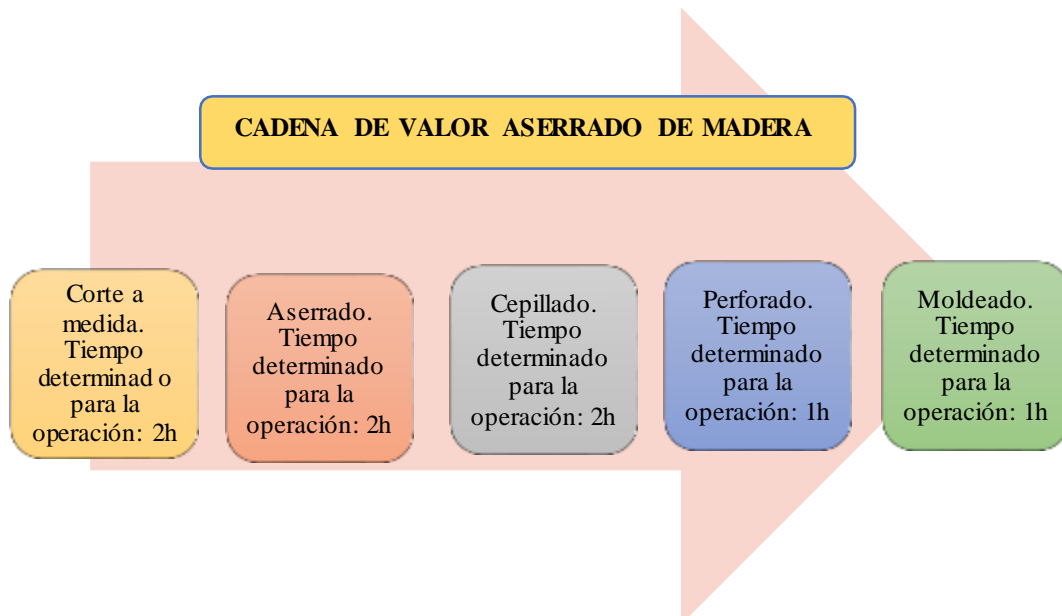 CADENA DE VALOR ASERRADO DE MADERA
Corte a
medida.
Tiempo
determinad o
para la
operación: 2h
Aserrado.
Tiempo
determinado
para la
operación: 2h
Cepillado.
Tiempo
determinado
para la
operación: 2h
Perforado.
Tiempo
determinado
para la
operación: 1h
Moldeado.
Tiempo
determinado
para la
operación: 1h